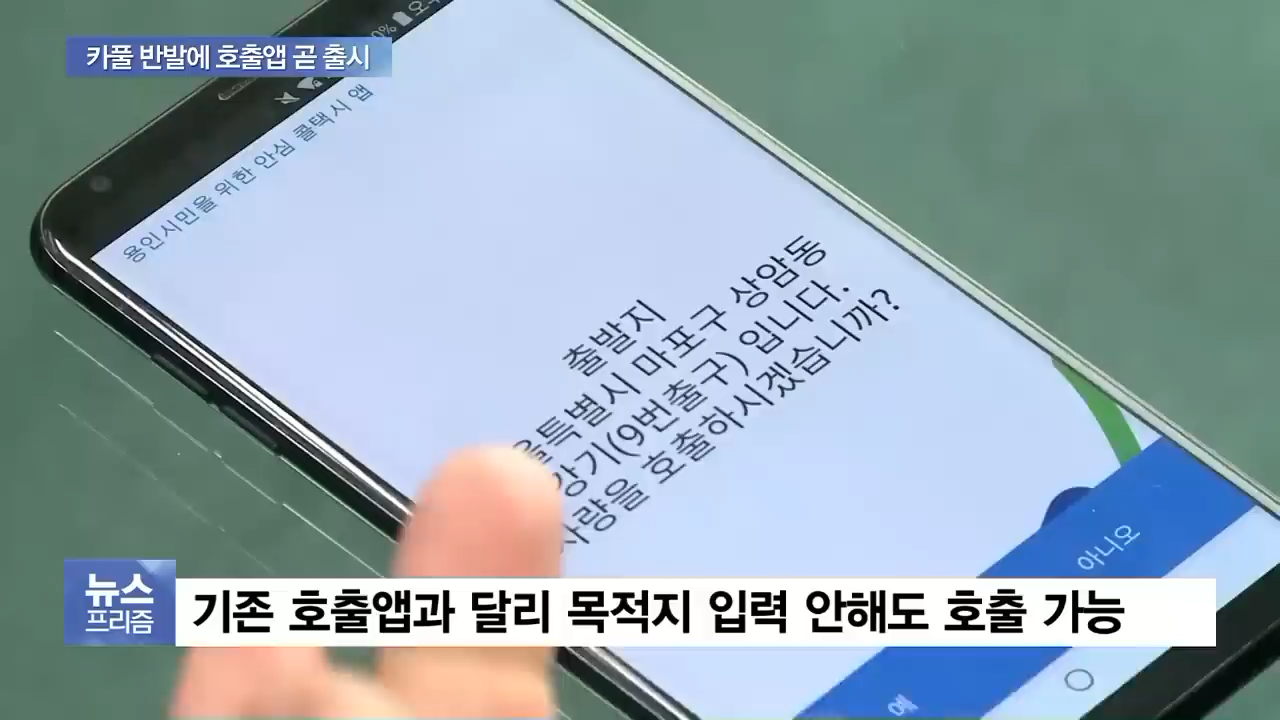 카풀 반발에 호출앱 곧 출시
용인시민을 위한 안심 콜택시 앱
출발지
특별시 마포구 상암동
(9번출구) 입니다.
호출하시겠습니까?
아니오
예
뉴스
프리즘
기존 호출앱과 달리 목적지 입력 안해도 호출 가능